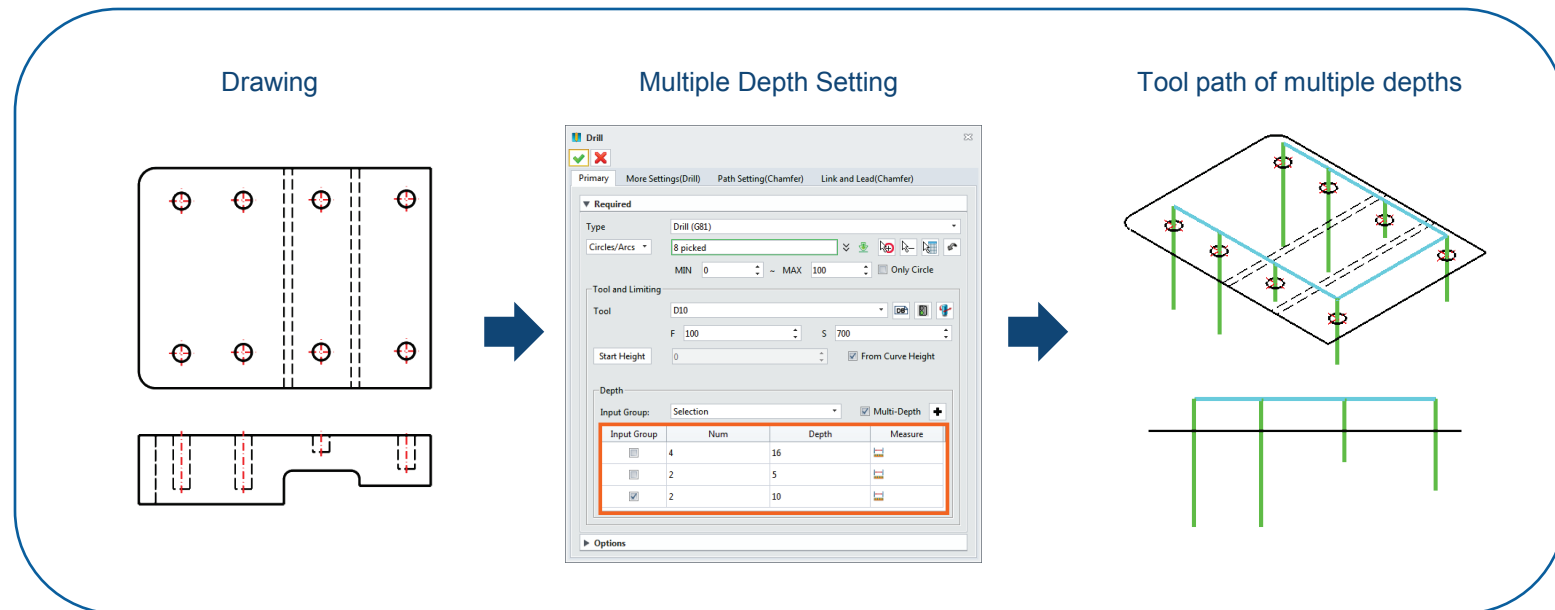 Drawing
Multiple Depth Setting
Tool path of multiple depths
Drill
Primary More Settings(Drill) Path Setting(Chamfer) Link and Lead(Chamfer)
▼ Required
Type Drill (G81)
Circles/Arcs 8 picked
MIN 0 ~ MAX 100 Only Circle
Tool and Limiting
Tool D10
F 100 S 700
Start Height 0 From Curve Height
Depth
Input Group: Selection Multi-Depth
Input Group Num Depth Measure
4 16
2 5
2 10
▶ Options